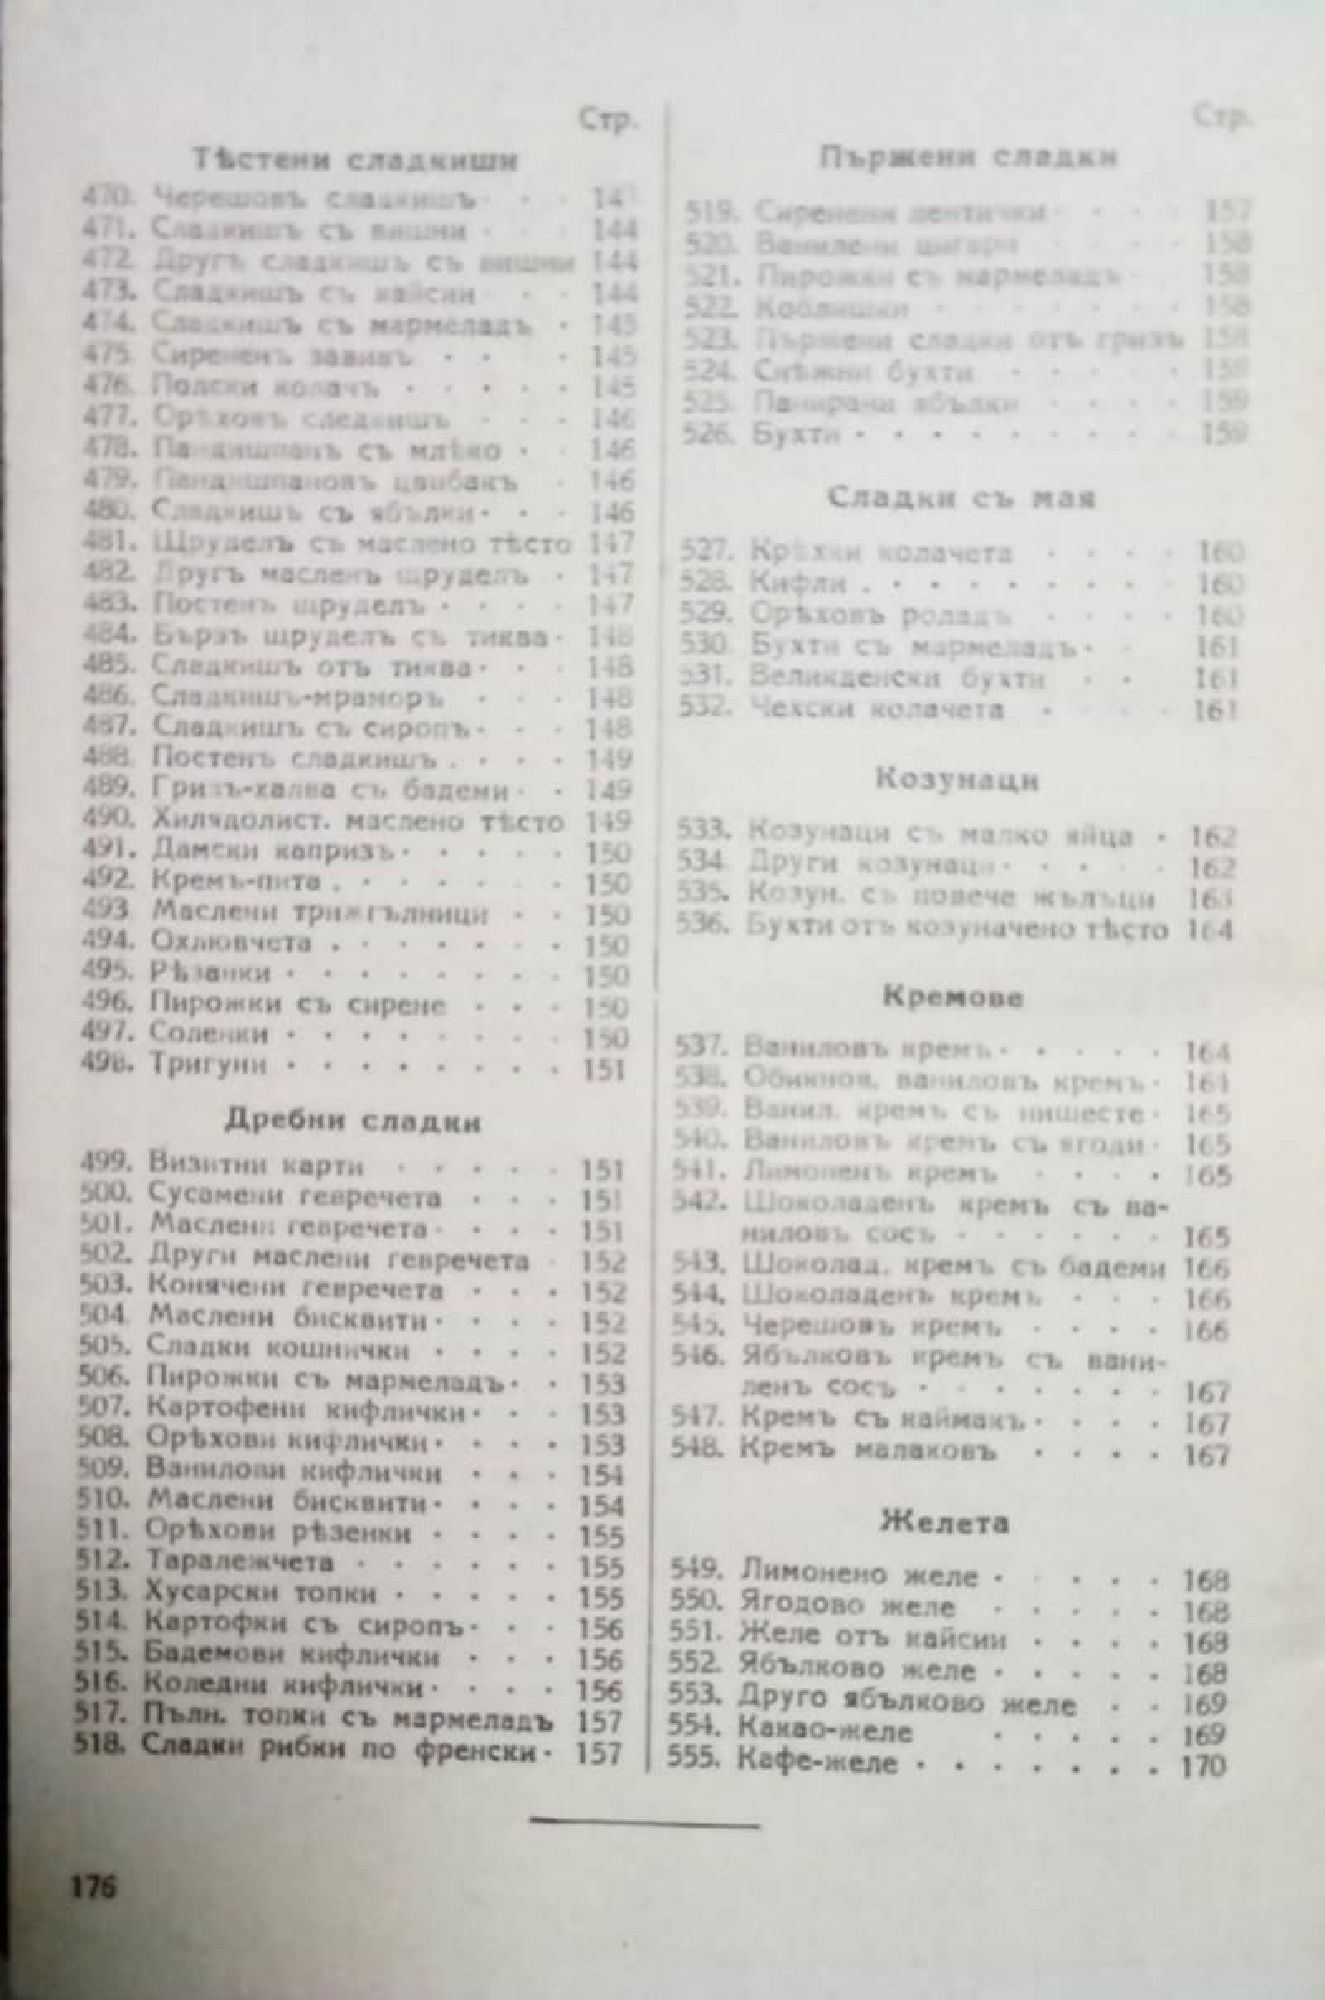 Стр.
Тѣстени сладкиши
470. Черешовъ сладкишъ · · 143
471. Сладкишъ съ вишни · · 144
472. Другъ сладкишъ съ вишни 144
473. Сладкишъ съ кайсии · · 144
474. Сладкишъ съ мармеладъ · 145
475. Сирененъ завивъ · · · 145
476. Полски колачъ · · · · · 145
477. Орѣховъ следкишъ · · · 146
478. Пандишпанъ съ млѣко · · 146
479. Пандишпановъ цвибакъ · 146
480. Сладкишъ съ ябълки · · · 146
481. Щруделъ съ маслено тѣсто 147
482. Другъ масленъ щруделъ · 147
483. Постенъ щруделъ · · · · 147
484. Бързъ щруделъ съ тиква · 148
485. Сладкишъ отъ тиква · · · 148
486. Сладкишъ-мраморъ · · · 148
487. Сладкишъ съ сиропъ · · · 148
488. Постенъ сладкишъ . · · · 149
489. Гризъ-халва съ бадеми · · 149
490. Хилядолист. маслено тѣсто 149
491. Дамски капризъ · · · · · 150
492. Кремъ-пита . · · · · · · 150
493. Маслени трижгълници · · 150
494. Охлювчета . · · · · · · 150
495. Рѣзанки · · · · · · · · 150
496. Пирожки съ сирене · · · 150
497. Соленки · · · · · · · · 150
498. Тригуни · · · · · · · · 151
Дребни сладки
499. Визитни карти · · · · · 151
500. Сусамени гевречета · · · 151
501. Маслени гевречета · · · · 151
502. Други маслени гевречета · 152
503. Конячени гевречета · · · 152
504. Маслени бисквити · · · · 152
505. Сладки кошнички · · · · 152
506. Пирожки съ мармеладъ · · 153
507. Картофени кифлички · · · 153
508. Орѣхови кифлички · · · · 153
509. Ванилови кифлички · · · 154
510. Маслени бисквити · · · · 154
511. Орѣхови рѣзенки · · · · 155
512. Таралежчета · · · · · · 155
513. Хусарски топки · · · · · 155
514. Картофки съ сиропъ · · · 156
515. Бадемови кифлички · · · 156
516. Коледни кифлички · · · · 156
517. Пълн. топки съ мармеладъ 157
518. Сладки рибки по френски · 157
Стр.
Пържени сладки
519. Сиренени лентички · · · 157
520. Ванилени цигари · · · · 158
521. Пирожки съ мармеладъ · 158
522. Коблишки · · · · · · · 158
523. Пържени сладки отъ гризъ 158
524. Снѣжни бухти · · · · · 159
525. Панирани ябълки · · · · 159
526. Бухти · · · · · · · · · 159
Сладки съ мая
527. Крѣхки колачета · · · · 160
528. Кифли . · · · · · · · · 160
529. Орѣховъ роладъ · · · · 160
530. Бухти съ мармеладъ · · 161
531. Великденски бухти · · 161
532. Чехски колачета · · · · 161
Козунаци
533. Козунаци съ малко яйца · 162
534. Други козунаци · · · · · 162
535. Козун. съ повече жълъци 163
536. Бухти отъ козуначено тѣсто 164
Кремове
537. Ваниловъ кремъ · · · · · 164
538. Обикнов. ваниловъ кремъ · 164
539. Ванил. кремъ съ нишесте · 165
540. Ваниловъ кремъ съ ягоди · 165
541. Лимоненъ кремъ · · · · 165
542. Шоколаденъ кремъ съ ва-
ниловъ сосъ · · · · · · 165
543. Шоколад. кремъ съ бадеми 166
544. Шоколаденъ кремъ · · · 166
545. Черешовъ кремъ · · · · 166
546. Ябълковъ кремъ съ вани-
ленъ сосъ · · · · · · · 167
547. Кремъ съ каймакъ · · · · 167
548. Кремъ малаковъ · · · · 167
Желета
549. Лимонено желе · · · · · 168
550. Ягодово желе · · · · · 168
551. Желе отъ кайсии · · · · 168
552. Ябълково желе · · · · · 168
553. Друго ябълково желе · · 169
554. Какао-желе · · · · · 169
555. Кафе-желе · · · · · · · 170
176